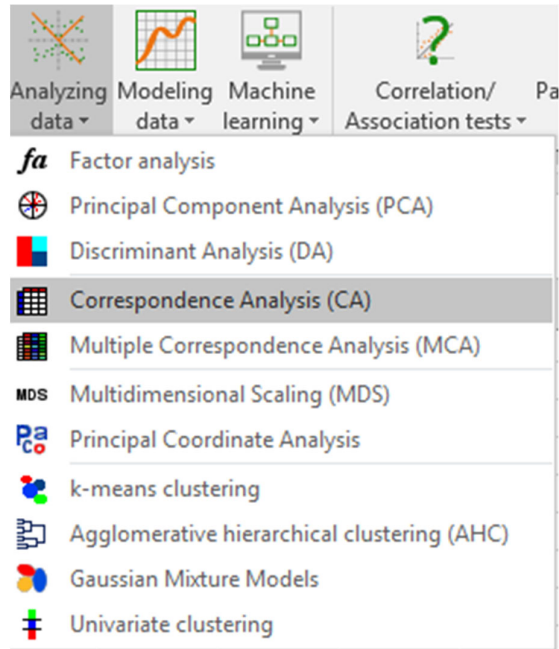 Analyzing Modeling Machine Correlation/ Pa
data data learning Association tests
fa Factor analysis
Principal Component Analysis (PCA)
Discriminant Analysis (DA)
Correspondence Analysis (CA)
Multiple Correspondence Analysis (MCA)
MDS Multidimensional Scaling (MDS)
PCoa Principal Coordinate Analysis
k-means clustering
Agglomerative hierarchical clustering (AHC)
Gaussian Mixture Models
Univariate clustering